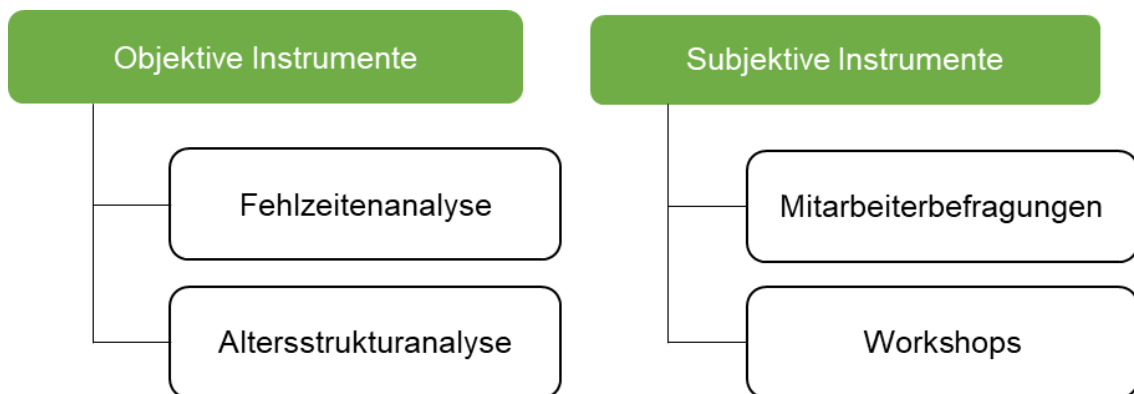 Objektive Instrumente
Fehlzeitenanalyse
Altersstrukturanalyse
Subjektive Instrumente
Mitarbeiterbefragungen
Workshops